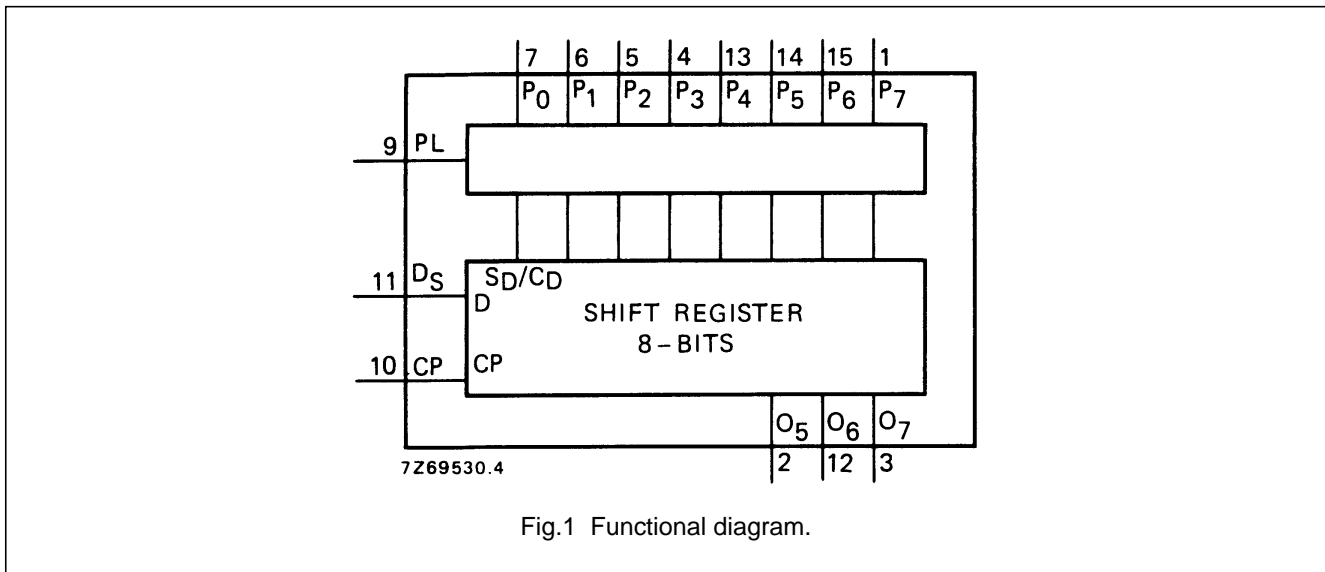 7 6 5 4 13 14 15 1
P0 P1 P2 P3 P4 P5 P6 P7
9 PL
11 DS
SD/CD
D
SHIFT REGISTER
8-BITS
10 CP CP
O5 O6 O7
2 12 3
7Z69530.4
Fig.1 Functional diagram.